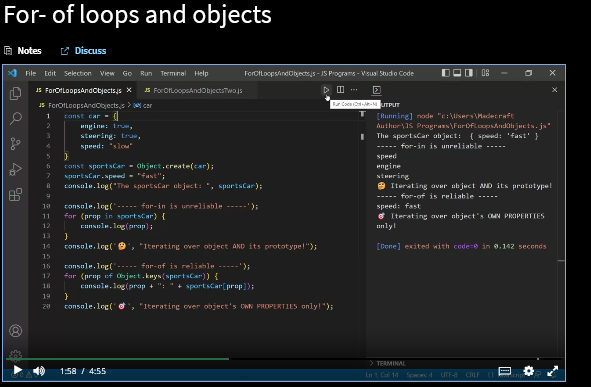 For- of loops and objects
Notes Discuss
File Edit Selection View Go Run Terminal Help ForOfLoopsAndObjects.js - JS Programs - Visual Studio Code
JS ForOfLoopsAndObjects.js × JS ForOfLoopsAndObjectsTwo.js
JS ForOfLoopsAndObjects.js > car
Run Code (Ctrl+Alt+N)
OUTPUT
1 const car = {
2 engine: true,
3 steering: true,
4 speed: "slow"
5 }
6 const sportsCar = Object.create(car);
7 sportsCar.speed = "fast";
8 console.log("The sportsCar object: ", sportsCar);
9
10 console.log('----- for-in is unreliable -----');
11 for (prop in sportsCar) {
12 console.log(prop);
13 }
14 console.log('🤔', "Iterating over object AND its prototype!");
15
16 console.log('----- for-of is reliable -----');
17 for (prop of Object.keys(sportsCar)) {
18 console.log(prop + ": " + sportsCar[prop]);
19 }
20 console.log('🎯', "Iterating over object's OWN PROPERTIES only!");
[Running] node "c:\Users\Madecraft
Author\JS Programs\ForOfLoopsAndObjects.js"
The sportsCar object:  { speed: 'fast' }
----- for-in is unreliable -----
speed
engine
steering
🤔 Iterating over object AND its prototype!
----- for-of is reliable -----
speed: fast
🎯 Iterating over object's OWN PROPERTIES
only!
[Done] exited with code=0 in 0.142 seconds
> TERMINAL
1:58 / 4:55
Ln 1, Col 14 Spaces: 4 UTF-8 CRLF